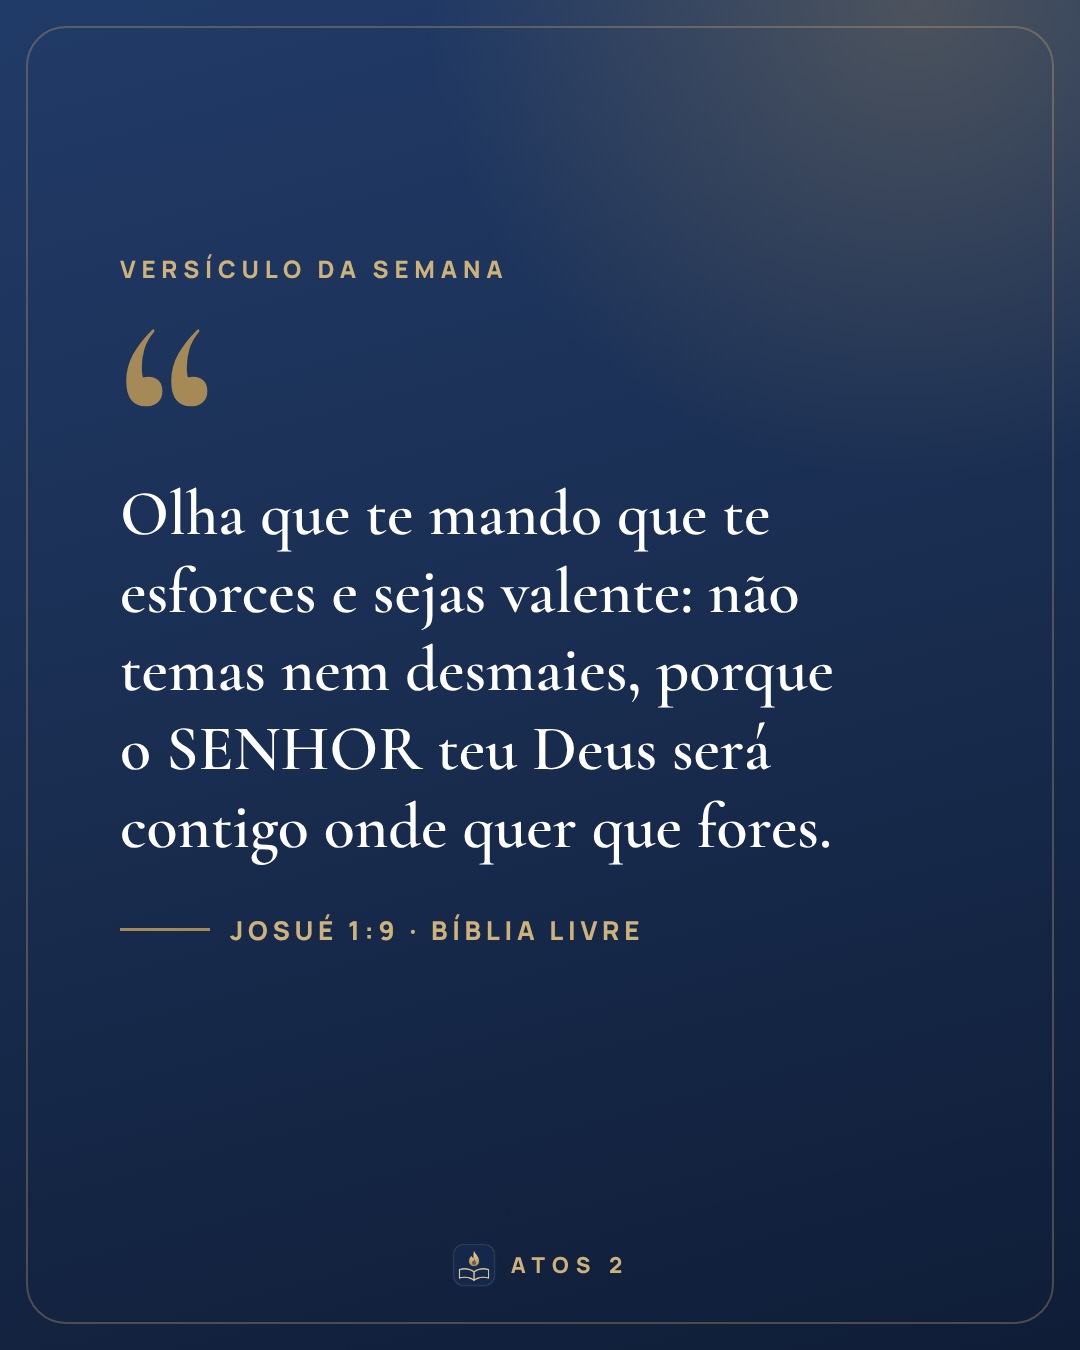 VERSÍCULO DA SEMANA
“
Olha que te mando que te
esforces e sejas valente: não
temas nem desmaies, porque
o SENHOR teu Deus será
contigo onde quer que fores.
JOSUÉ 1:9 · BÍBLIA LIVRE
ATOS 2